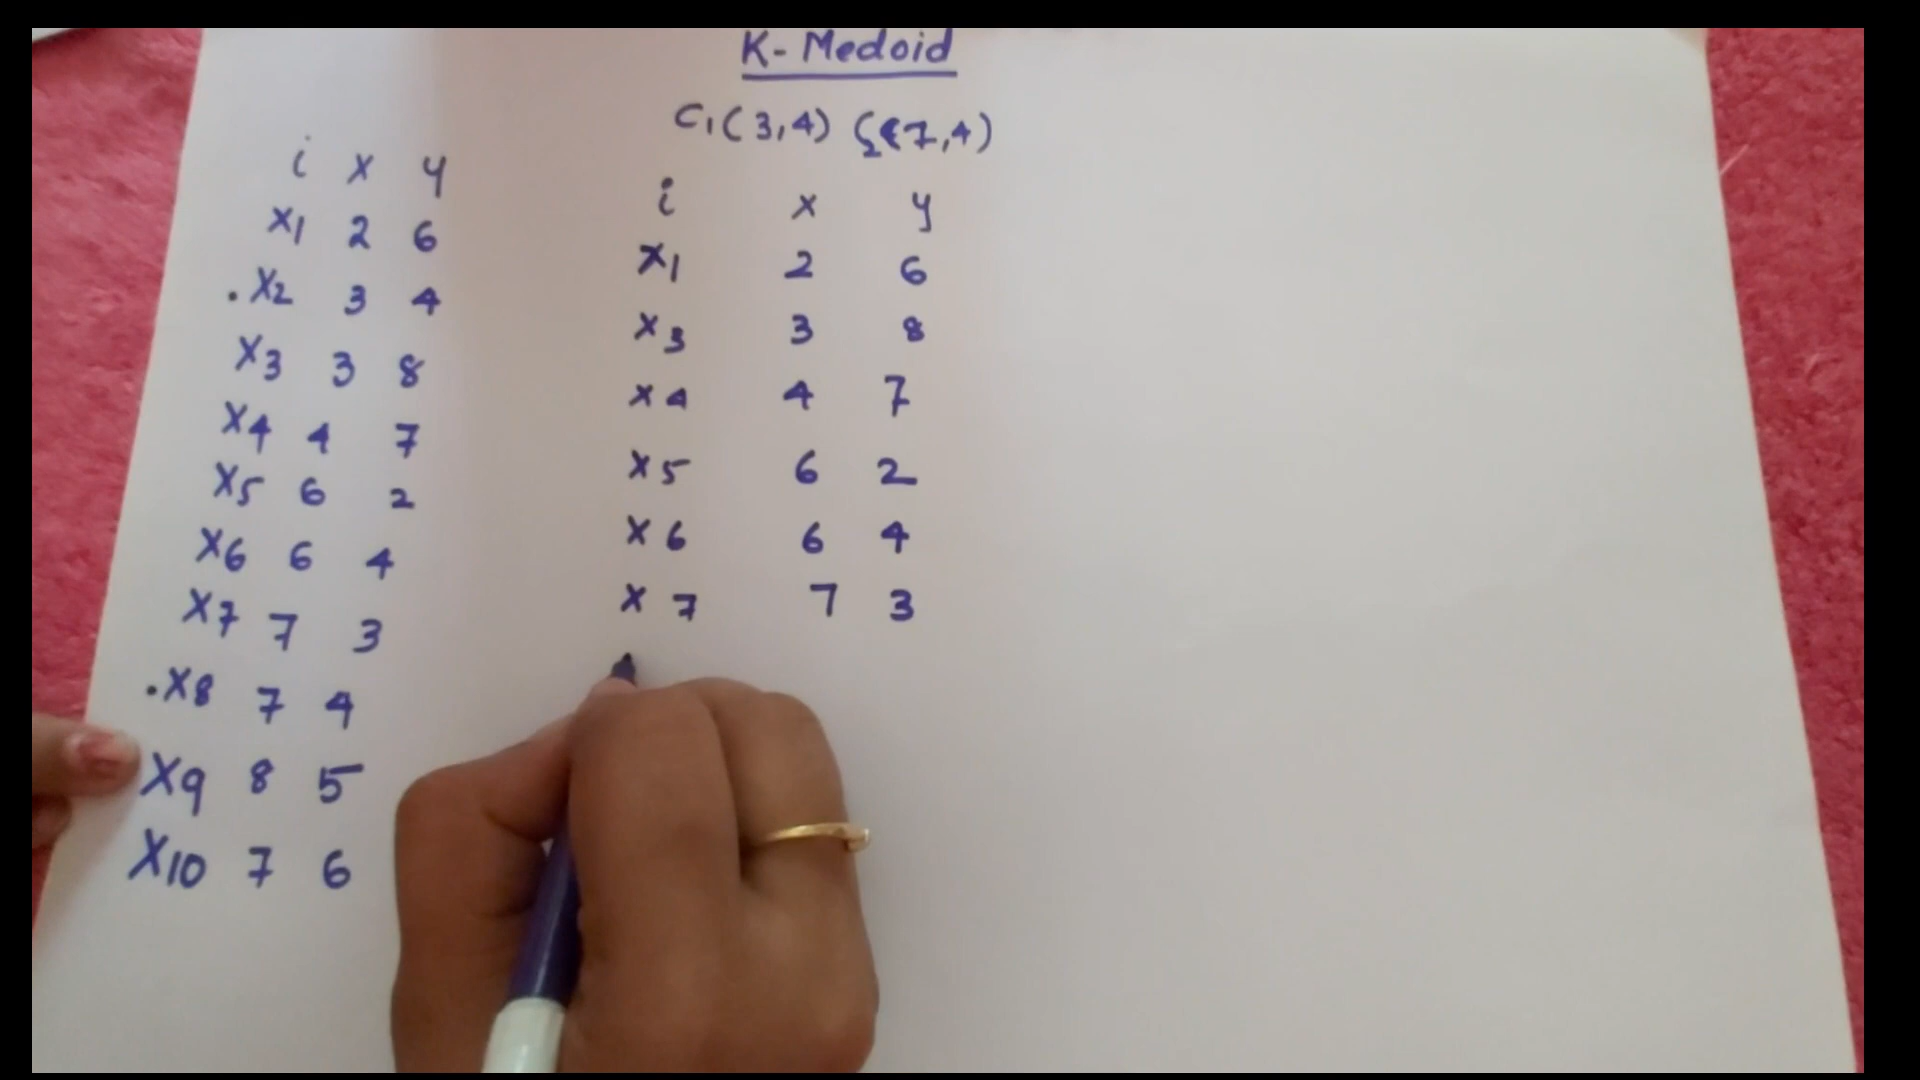 K- Medoid
C1(3,4) C2(7,4)
i x y
x1 2 6
.x2 3 4
x3 3 8
x4 4 7
x5 6 2
x6 6 4
x7 7 3
.x8 7 4
x9 8 5
x10 7 6
i x y
x1 2 6
x3 3 8
x4 4 7
x5 6 2
x6 6 4
x7 7 3